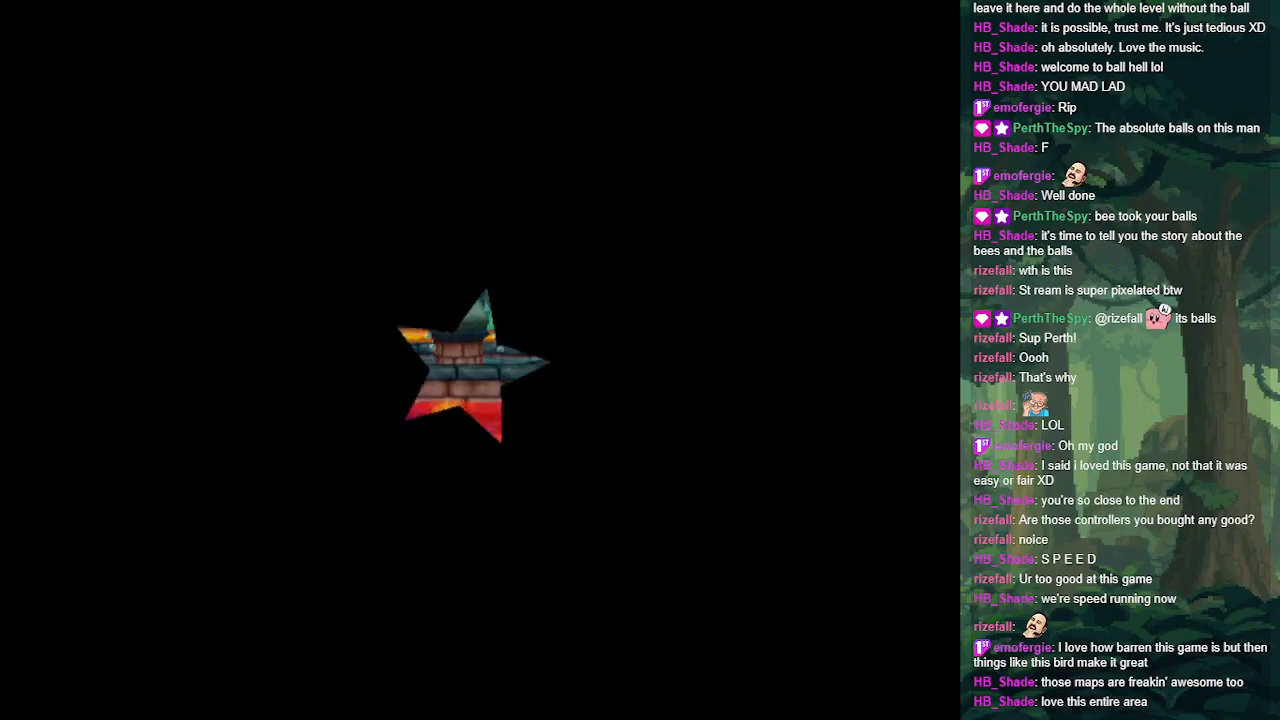 leave it here and do the whole level without the ball
HB_Shade: it is possible, trust me. It's just tedious XD
HB_Shade: oh absolutely. Love the music.
HB_Shade: welcome to ball hell lol
HB_Shade: YOU MAD LAD
1ST emofergie: Rip
PerthTheSpy: The absolute balls on this man
HB_Shade: F
1ST emofergie:
HB_Shade: Well done
PerthTheSpy: bee took your balls
HB_Shade: it's time to tell you the story about the
bees and the balls
rizefall: wth is this
rizefall: St ream is super pixelated btw
PerthTheSpy: @rizefall its balls
rizefall: Sup Perth!
rizefall: Oooh
rizefall: That's why
rizefall:
HB_Shade: LOL
1ST emofergie: Oh my god
HB_Shade: I said i loved this game, not that it was
easy or fair XD
HB_Shade: you're so close to the end
rizefall: Are those controllers you bought any good?
rizefall: noice
HB_Shade: S P E E D
rizefall: Ur too good at this game
HB_Shade: we're speed running now
rizefall:
1ST emofergie: I love how barren this game is but then
things like this bird make it great
HB_Shade: those maps are freakin' awesome too
HB_Shade: love this entire area